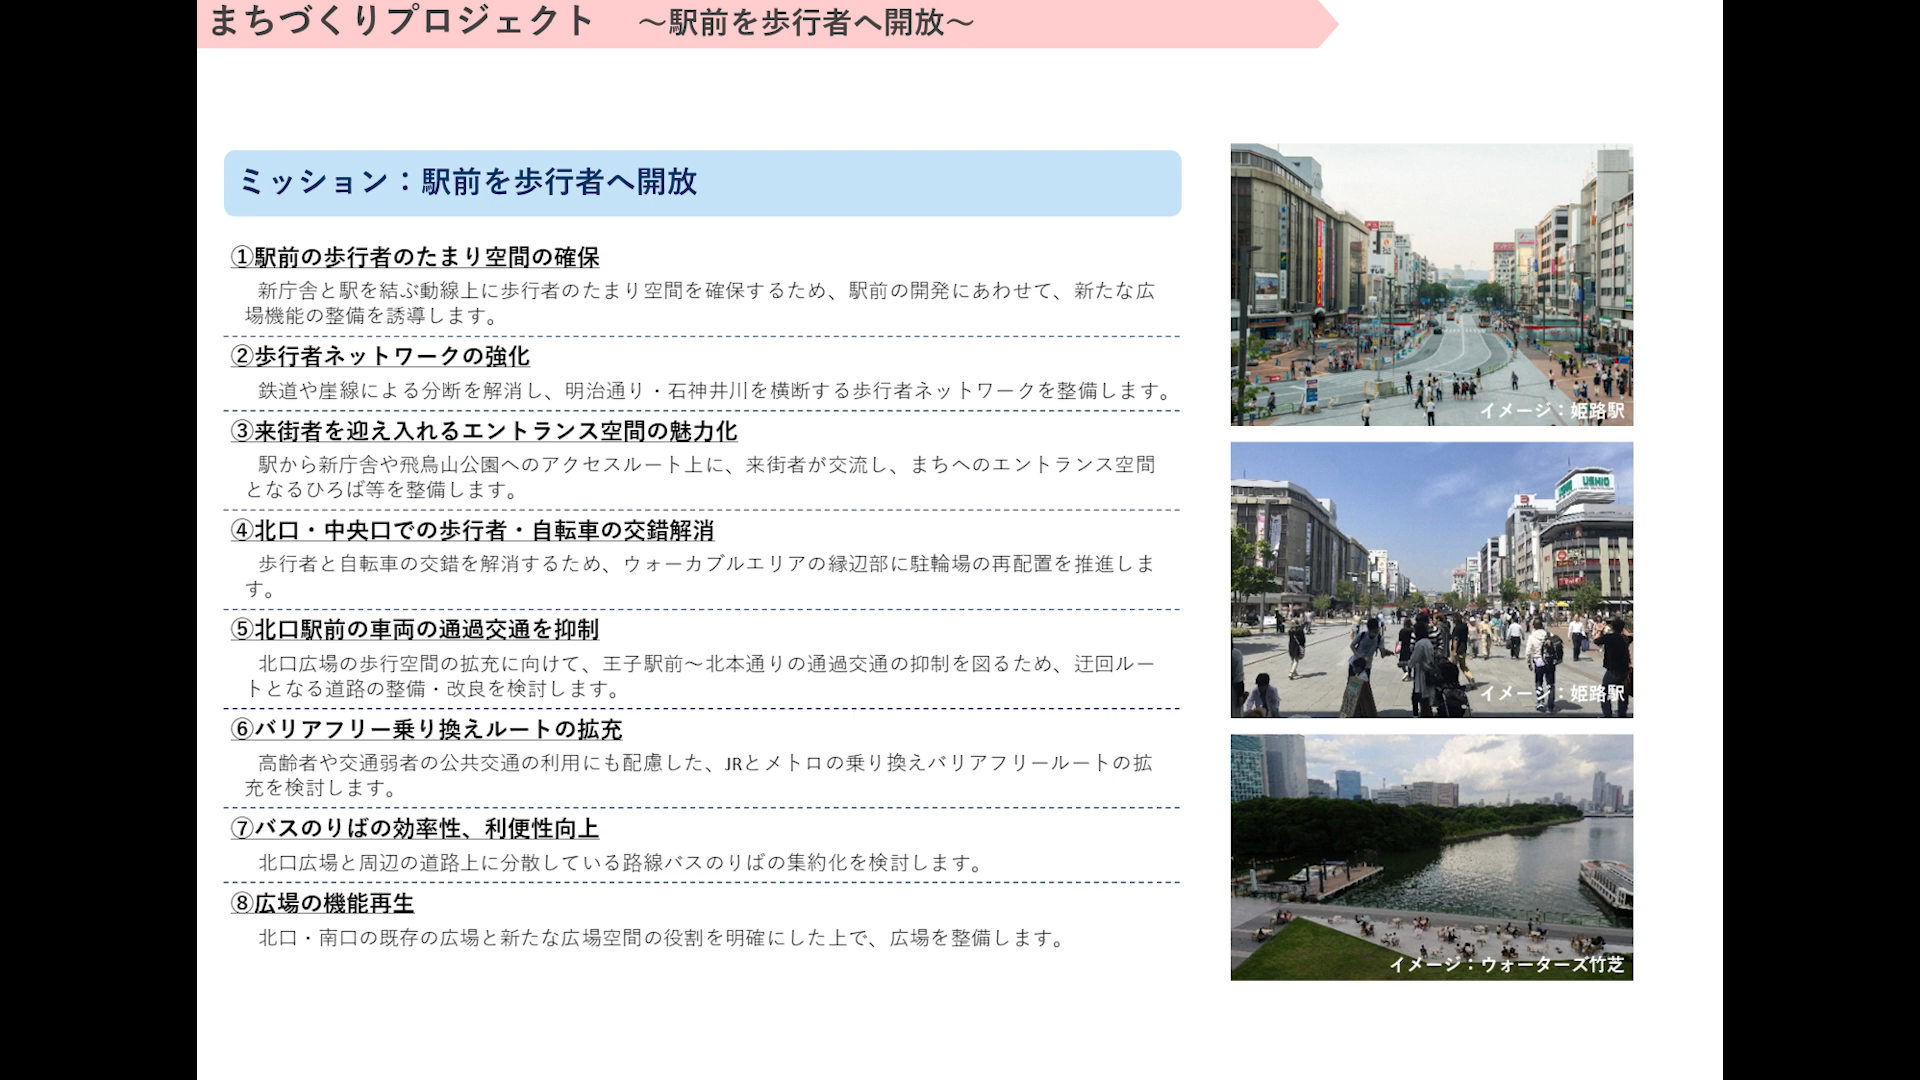 まちづくりプロジェクト　～駅前を歩行者へ開放～
ミッション：駅前を歩行者へ開放
①駅前の歩行者のたまり空間の確保
新庁舎と駅を結ぶ動線上に歩行者のたまり空間を確保するため、駅前の開発にあわせて、新たな広
場機能の整備を誘導します。
②歩行者ネットワークの強化
鉄道や崖線による分断を解消し、明治通り・石神井川を横断する歩行者ネットワークを整備します。
③来街者を迎え入れるエントランス空間の魅力化
駅から新庁舎や飛鳥山公園へのアクセスルート上に、来街者が交流し、まちへのエントランス空間
となるひろば等を整備します。
④北口・中央口での歩行者・自転車の交錯解消
歩行者と自転車の交錯を解消するため、ウォーカブルエリアの縁辺部に駐輪場の再配置を推進しま
す。
⑤北口駅前の車両の通過交通を抑制
北口広場の歩行空間の拡充に向けて、王子駅前～北本通りの通過交通の抑制を図るため、迂回ルー
トとなる道路の整備・改良を検討します。
⑥バリアフリー乗り換えルートの拡充
高齢者や交通弱者の公共交通の利用にも配慮した、JRとメトロの乗り換えバリアフリールートの拡
充を検討します。
⑦バスのりばの効率性、利便性向上
北口広場と周辺の道路上に分散している路線バスのりばの集約化を検討します。
⑧広場の機能再生
北口・南口の既存の広場と新たな広場空間の役割を明確にした上で、広場を整備します。
イメージ：姫路駅
USHIO
イメージ：姫路駅
イメージ：ウォーターズ竹芝